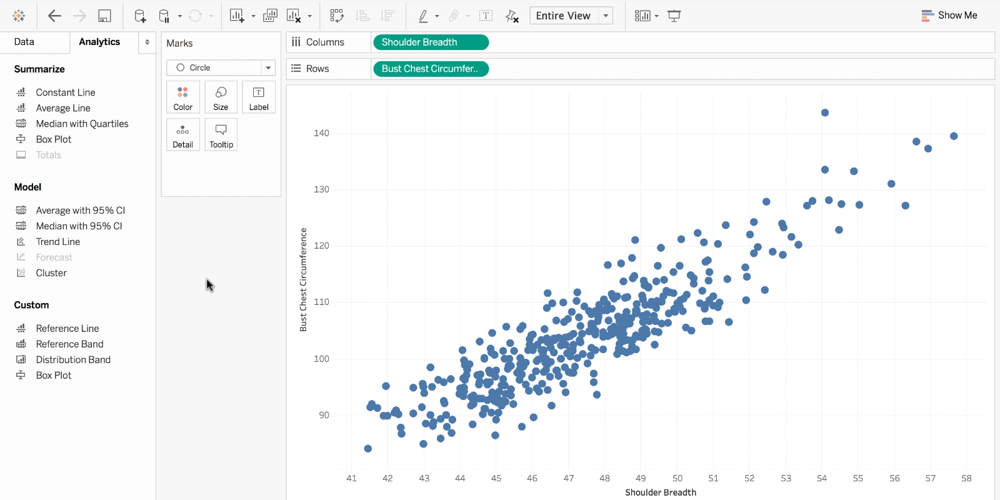 Entire View
Show Me
Data
Analytics
Summarize
Constant Line
Average Line
Median with Quartiles
Box Plot
Totals
Model
Average with 95% CI
Median with 95% CI
Trend Line
Forecast
Cluster
Custom
Reference Line
Reference Band
Distribution Band
Box Plot
Marks
Circle
Color
Size
T
Label
Detail
Tooltip
Columns
Shoulder Breadth
Rows
Bust Chest Circumfer..
Bust Chest Circumference
140
130
120
110
100
90
41 42 43 44 45 46 47 48 49 50 51 52 53 54 55 56 57 58
Shoulder Breadth